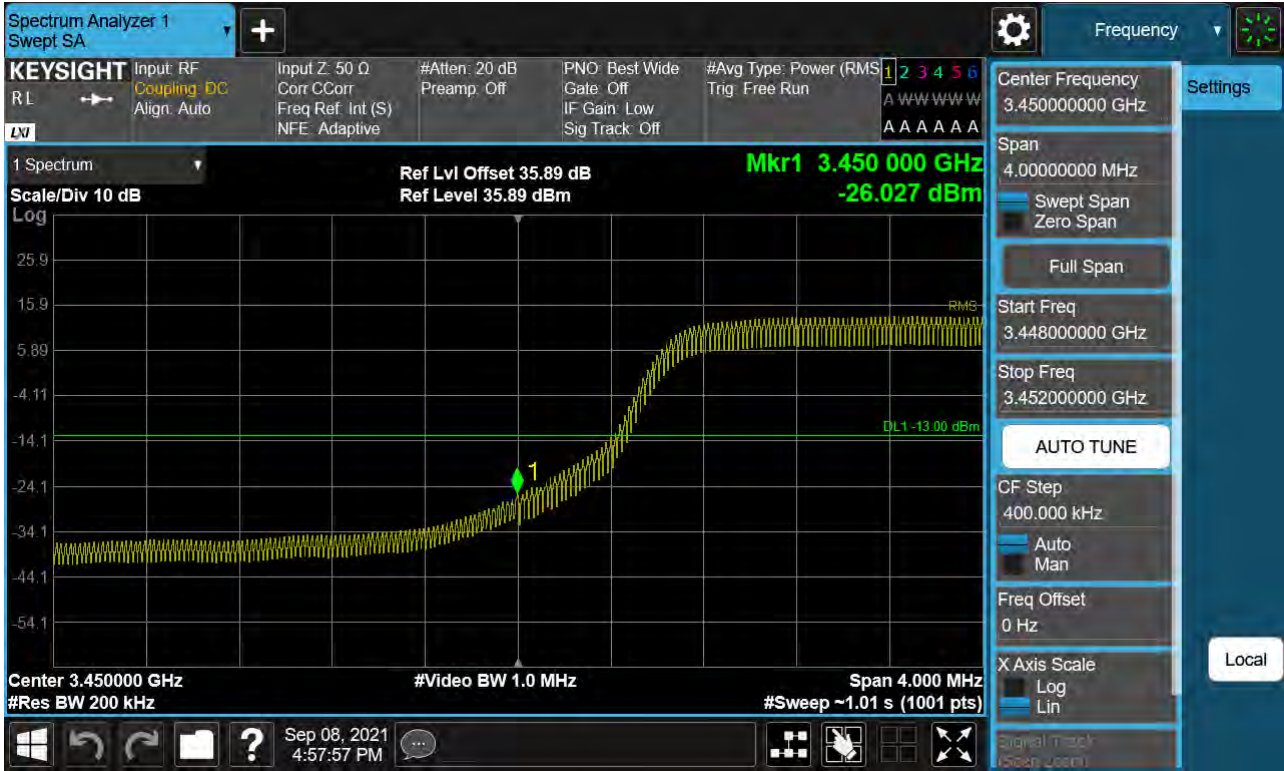 Spectrum Analyzer 1
Swept SA
Frequency
KEYSIGHT
RL
LXI
Input: RF
Coupling: DC
Align: Auto
Input Z: 50 Ω
Corr CCorr
Freq Ref: Int (S)
NFE: Adaptive
#Atten: 20 dB
Preamp: Off
PNO: Best Wide
Gate: Off
IF Gain: Low
Sig Track: Off
#Avg Type: Power (RMS
Trig: Free Run
1 2 3 4 5 6
A W W W W W
A A A A A A
1 Spectrum
Scale/Div 10 dB
Log
Ref Lvl Offset 35.89 dB
Ref Level 35.89 dBm
Mkr1 3.450 000 GHz
-26.027 dBm
25.9
15.9
5.89
-4.11
-14.1
-24.1
-34.1
-44.1
-54.1
RMS
DL1 -13.00 dBm
1
Center 3.450000 GHz
#Res BW 200 kHz
#Video BW 1.0 MHz
Span 4.000 MHz
#Sweep ~1.01 s (1001 pts)
Center Frequency
3.450000000 GHz
Settings
Span
4.00000000 MHz
Swept Span
Zero Span
Full Span
Start Freq
3.448000000 GHz
Stop Freq
3.452000000 GHz
AUTO TUNE
CF Step
400.000 kHz
Auto
Man
Freq Offset
0 Hz
X Axis Scale
Log
Lin
Signal Track
(Span Zoom)
Local
?
Sep 08, 2021
4:57:57 PM